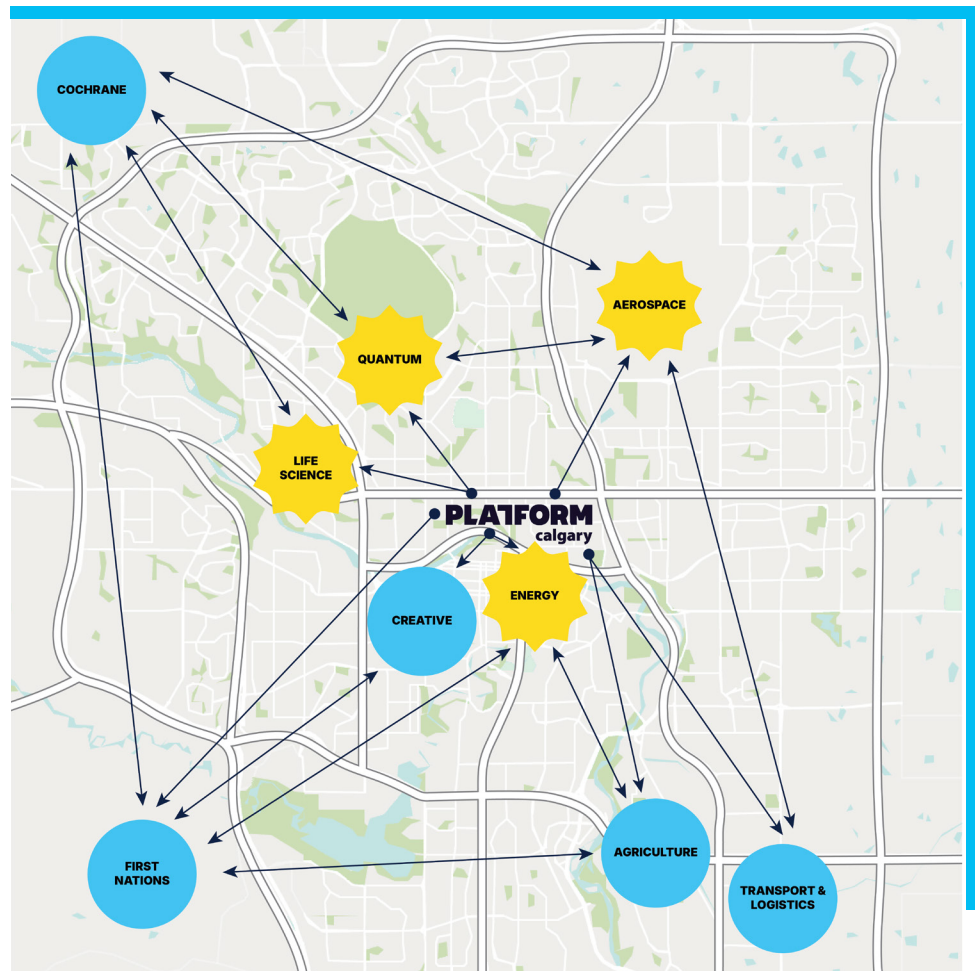 COCHRANE
AEROSPACE
QUANTUM
LIFE
SCIENCE
PLATFORM
calgary
ENERGY
CREATIVE
AGRICULTURE
FIRST
NATIONS
TRANSPORT &
LOGISTICS